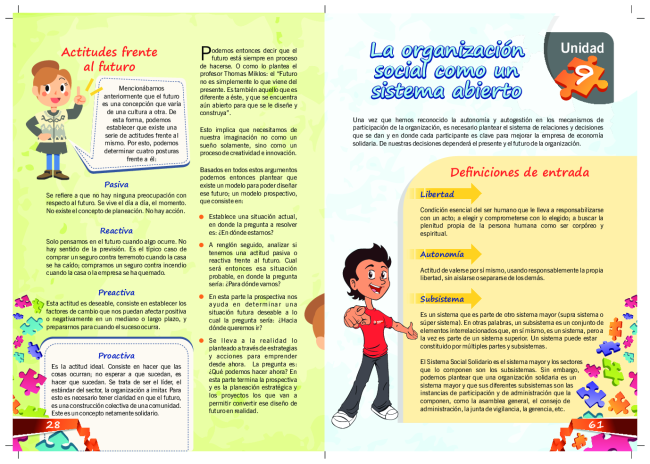 Actitudes frente
al futuro
Mencionábamos
anteriormente que el futuro
es una concepción que varía
de una cultura a otra. De
esta forma, podemos
establecer que existe una
serie de actitudes frente al
mismo. Por esto, podemos
determinar cuatro posturas
frente a él:
Pasiva
Se refiere a que no hay ninguna preocupación con
respecto al futuro. Se vive el día a día, el momento.
No existe el concepto de planeación. No hay acción.
Reactiva
Solo pensamos en el futuro cuando algo ocurre. No
hay sentido de la previsión. Es el típico caso de
comprar un seguro contra terremoto cuando la casa
se ha caído; compramos un seguro contra incendio
cuando la casa o la empresa se ha quemado.
Preactiva
Esta actitud es deseable, consiste en establecer los
factores de cambio que nos puedan afectar positiva
o negativamente en un mediano o largo plazo, y
prepararnos para cuando el suceso ocurra.
Proactiva
Es la actitud ideal. Consiste en hacer que las
cosas ocurran; no esperar a que sucedan, es
hacer que sucedan. Se trata de ser el líder, el
estándar del sector, la organización a imitar. Para
esto es necesario tener claridad en que el futuro,
es una construcción colectiva de una comunidad.
Este es un concepto netamente solidario.
28
Podemos entonces decir que el
futuro está siempre en proceso
de hacerse. O como lo plantea el
profesor Thomas Miklos: el "Futuro
no es simplemente lo que viene del
presente. Es también aquello que es
diferente a éste, y que se encuentra
aún abierto para que se le diseñe y
construya".
Esto implica que necesitamos de
nuestra imaginación no como un
sueño solamente, sino como un
proceso de creatividad e innovación.
Basados en todos estos argumentos
podemos entonces plantear que
existe un modelo para poder diseñar
ese futuro; un modelo prospectivo,
que consiste en:
Establece una situación actual,
en donde la pregunta a resolver
es: ¿En dónde estamos?
A renglón seguido, analizar si
tenemos una actitud pasiva o
reactiva frente al futuro. Cual
será entonces esa situación
probable, en donde la pregunta
sería: ¿Para dónde vamos?
En esta parte la prospectiva nos
ayuda en determinar una
situación futura deseable a lo
cual la pregunta sería: ¿Hacia
dónde queremos ir?
Se lleva a la realidad lo
planteado a través de estrategias
y acciones para emprender
desde ahora. La pregunta es:
¿Qué podemos hacer ahora? En
esta parte termina la prospectiva
y es la planeación estratégica y
los proyectos los que van a
permitir convertir ese diseño de
futuro en realidad.
La organización
social como un
sistema abierto
Unidad
9
Una vez que hemos reconocido la autonomía y autogestión en los mecanismos de
participación de la organización, es necesario plantear el sistema de relaciones y decisiones
que se dan y en donde cada participante es clave para mejorar la empresa de economía
solidaria. De nuestras decisiones dependerá el presente y el futuro de la organización.
Definiciones de entrada
Libertad
Condición esencial del ser humano que le lleva a responsabilizarse
con un acto; a elegir y comprometerse con lo elegido; a buscar la
plenitud propia de la persona humana como ser corpóreo y
espiritual.
Autonomía
Actitud de valerse por sí mismo, usando responsablemente la propia
libertad, sin aislarse o separarse de los demás.
Subsistema
Es un sistema que es parte de otro sistema mayor (supra sistema o
súper sistema). En otras palabras, un subsistema es un conjunto de
elementos interrelacionados que, en sí mismo, es un sistema, pero a
la vez es parte de un sistema superior. Un sistema puede estar
constituido por múltiples partes y subsistemas.
El Sistema Social Solidario es el sistema mayor y los sectores
que lo componen son los subsistemas. Sin embargo,
podemos plantear que una organización solidaria es un
sistema mayor y que sus diferentes subsistemas son las
instancias de participación y de administración que la
componen, como la asamblea general, el consejo de
administración, la junta de vigilancia, la gerencia, etc.
61